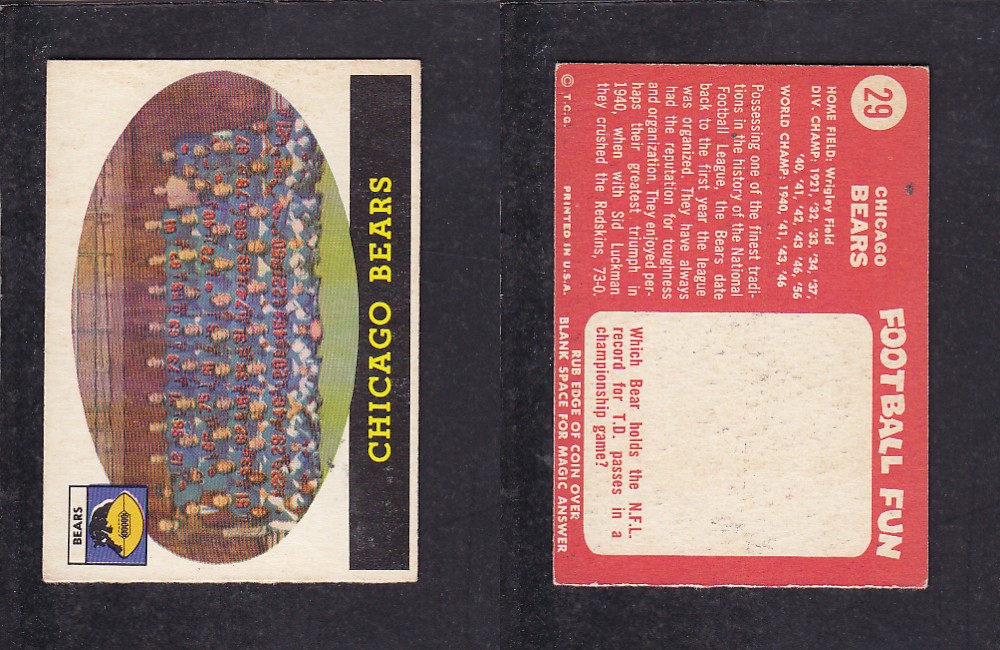 CHICAGO BEARS
BEARS
29
CHICAGO
BEARS
HOME FIELD: Wrigley Field
DIV. CHAMP: 1921, '32, '33, '34, '37,
'40, '41, '42, '43 '46, '56
WORLD CHAMP: 1940, '41, '43, '46
Possessing one of the finest tradi-
tions in the history of the National
Football League, the Bears date
back to the first year the league
was organized. They have always
had the reputation for toughness
and organization. They enjoyed per-
haps their greatest triumph in
1940, when with Sid Luckman
they crushed the Redskins, 73-0.
© T.C.G. PRINTED IN U.S.A.
FOOTBALL FUN
Which Bear holds the N.F.L.
record for T.D. passes in a
championship game?
RUB EDGE OF COIN OVER
BLANK SPACE FOR MAGIC ANSWER